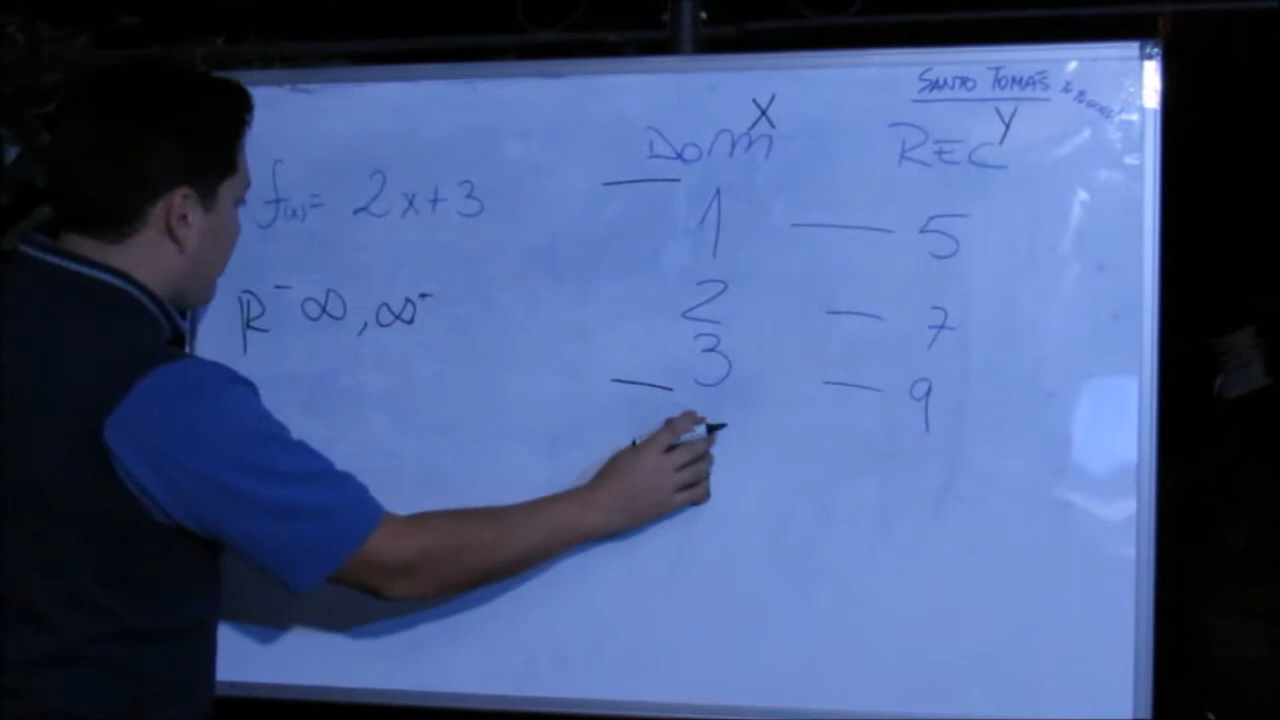 SANTO TOMÁS
X Y
DOM REC
f(x)= 2x+3
1 — 5
R -∞, ∞-
2 — 7
3 — 9